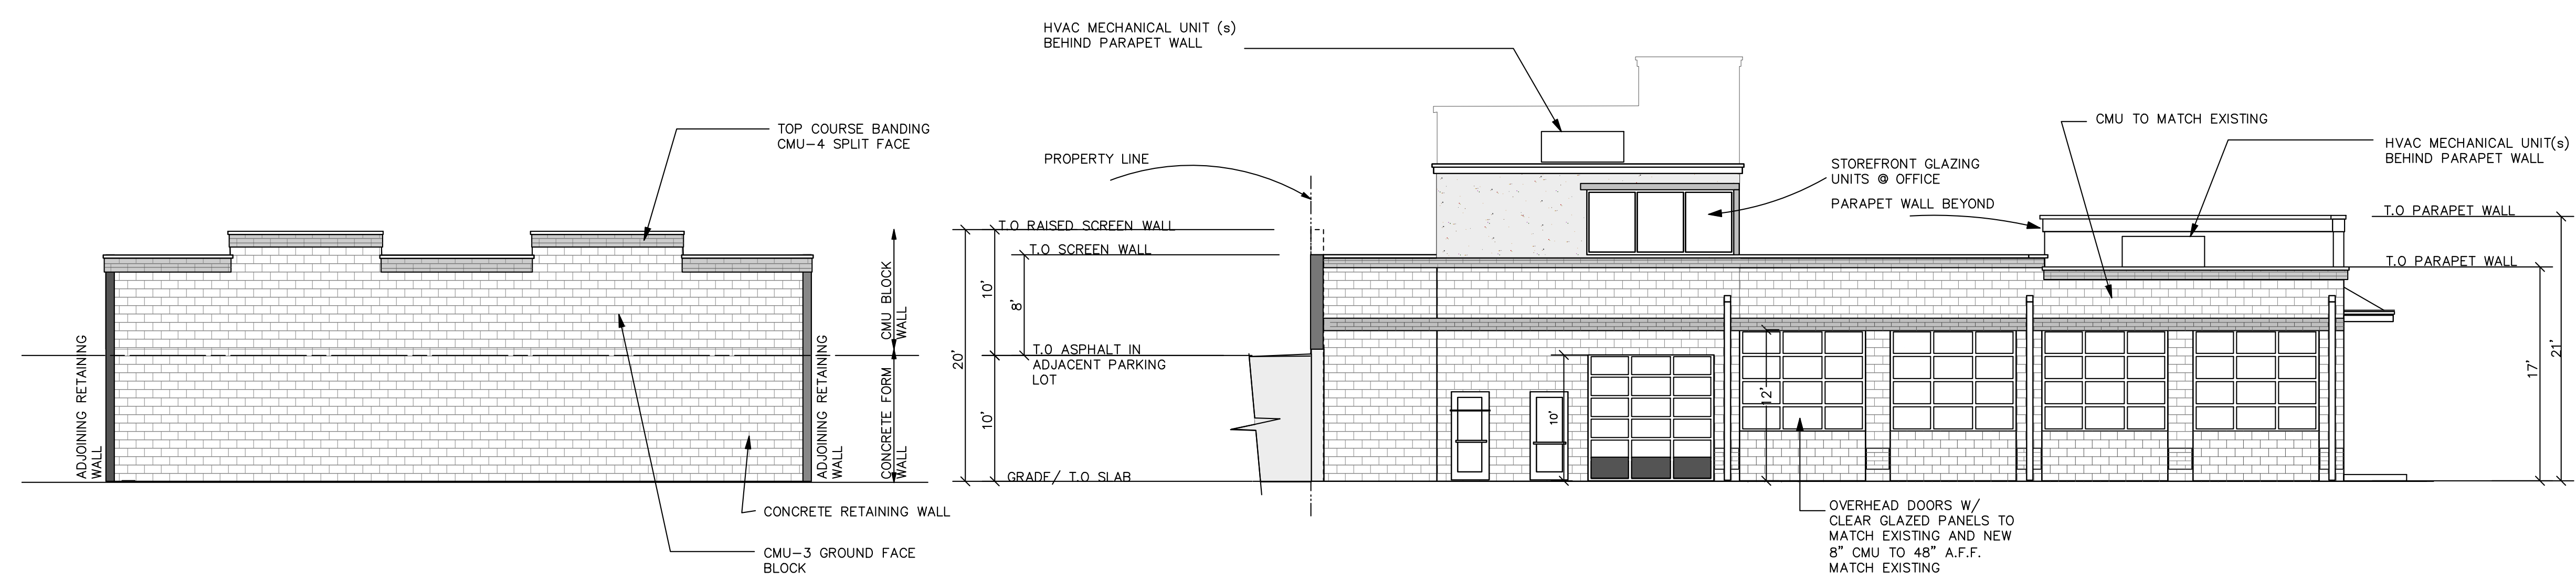 HVAC MECHANICAL UNIT (s)
BEHIND PARAPET WALL
TOP COURSE BANDING
CMU-4 SPLIT FACE
PROPERTY LINE
CMU TO MATCH EXISTING
HVAC MECHANICAL UNIT(s)
BEHIND PARAPET WALL
STOREFRONT GLAZING
UNITS @ OFFICE
PARAPET WALL BEYOND
T.O PARAPET WALL
T.O PARAPET WALL
T.O RAISED SCREEN WALL
T.O SCREEN WALL
T.O ASPHALT IN
ADJACENT PARKING
LOT
GRADE/ T.O SLAB
ADJOINING RETAINING
WALL
ADJOINING RETAINING
WALL
CMU BLOCK
WALL
CONCRETE FORM
WALL
20'
10'
8'
10'
10'
12'
17'
21'
CONCRETE RETAINING WALL
CMU-3 GROUND FACE
BLOCK
OVERHEAD DOORS W/
CLEAR GLAZED PANELS TO
MATCH EXISTING AND NEW
8" CMU TO 48" A.F.F.
MATCH EXISTING